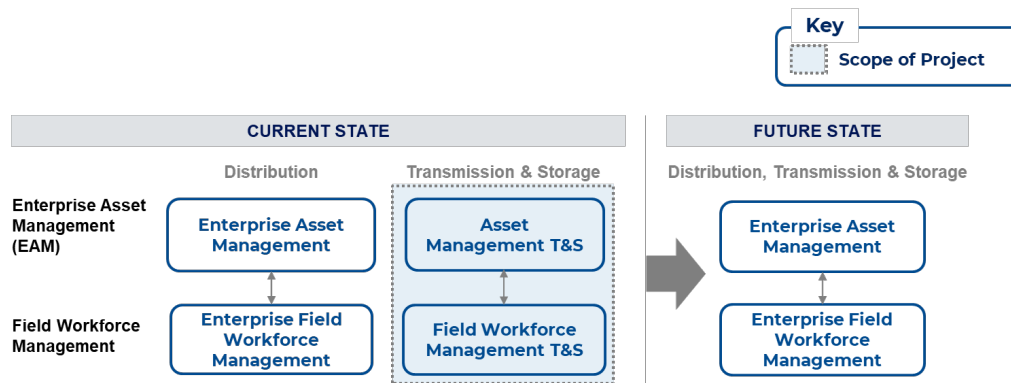 Key
Scope of Project
CURRENT STATE
FUTURE STATE
Distribution
Transmission & Storage
Distribution, Transmission & Storage
Enterprise Asset
Management
(EAM)
Enterprise Asset
Management
Asset
Management T&S
Enterprise Asset
Management
Field Workforce
Management
Enterprise Field
Workforce
Management
Field Workforce
Management T&S
Enterprise Field
Workforce
Management